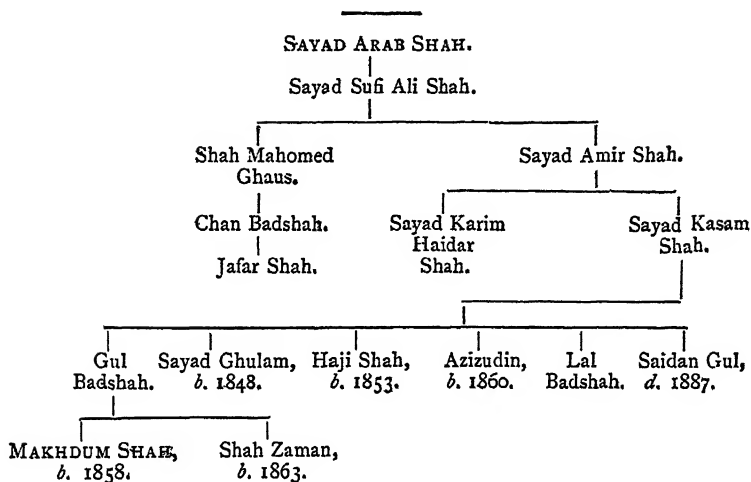 SAYAD ARAB SHAH.
Sayad Sufi Ali Shah.
Shah Mahomed Ghaus.
Sayad Amir Shah.
Chan Badshah.
Sayad Karim Haidar Shah.
Sayad Kasam Shah.
Jafar Shah.
Gul Badshah.
Sayad Ghulam, b. 1848.
Haji Shah, b. 1853.
Azizudin, b. 1860.
Lal Badshah.
Saidan Gul, d. 1887.
MAKHDUM SHAH, b. 1858.
Shah Zaman, b. 1863.